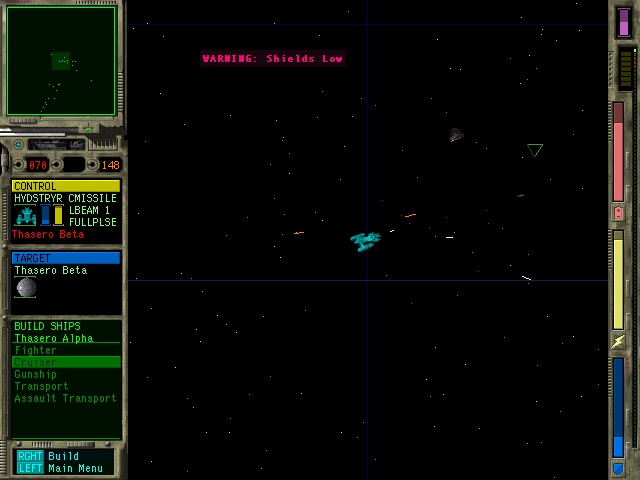 WARNING: Shields Low
070 148
CONTROL
HVDSTRYR CMISSILE
LBEAM 1
FULLPLSE
Thasero Beta
TARGET
Thasero Beta
BUILD SHIPS
Thasero Alpha
Fighter
Cruiser
Gunship
Transport
Assault Transport
RGHT Build
LEFT Main Menu